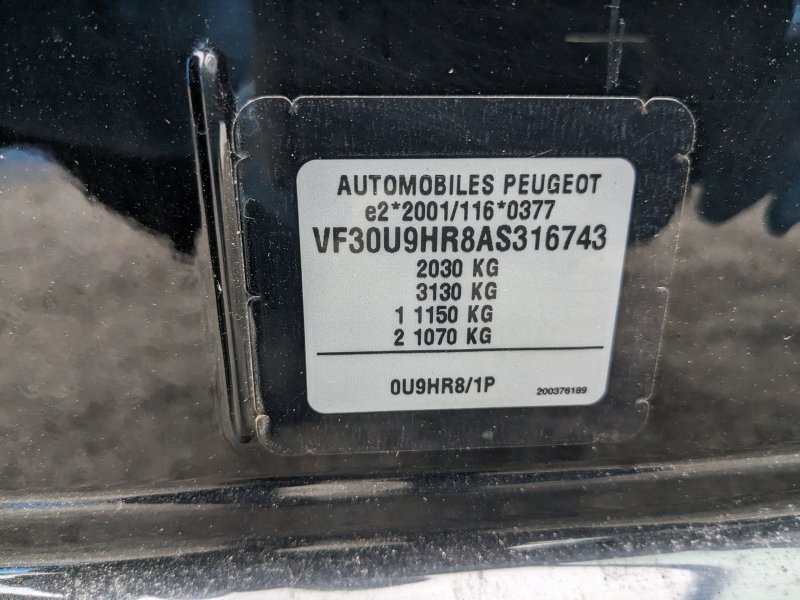 AUTOMOBILES PEUGEOT
e2*2001/116*0377
VF30U9HR8AS316743
2030 KG
3130 KG
1 1150 KG
2 1070 KG
0U9HR8/1P
200376189